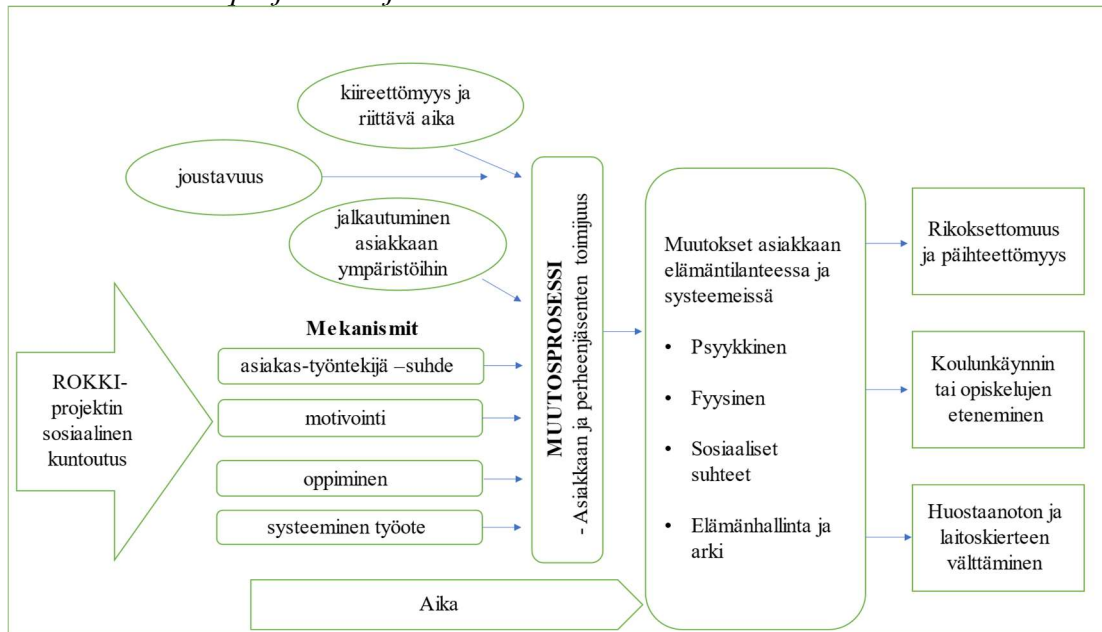 kiireettömyys ja
riittävä aika
joustavuus
jalkautuminen
asiakkaan
ympäristöihin
Mekanismit
ROKKI-
projektin
sosiaalinen
kuntoutus
asiakas-työntekijä –suhde
motivointi
oppiminen
systeeminen työote
Aika
MUUTOSPROSESSI
- Asiakkaan ja perheenjäsenten toimijuus
Muutokset asiakkaan
elämäntilanteessa ja
systeemeissä
• Psyykkinen
• Fyysinen
• Sosiaaliset
suhteet
• Elämänhallinta ja
arki
Rikoksettomuus
ja päihteettömyys
Koulunkäynnin
tai opiskelujen
eteneminen
Huostaanoton ja
laitoskierteen
välttäminen